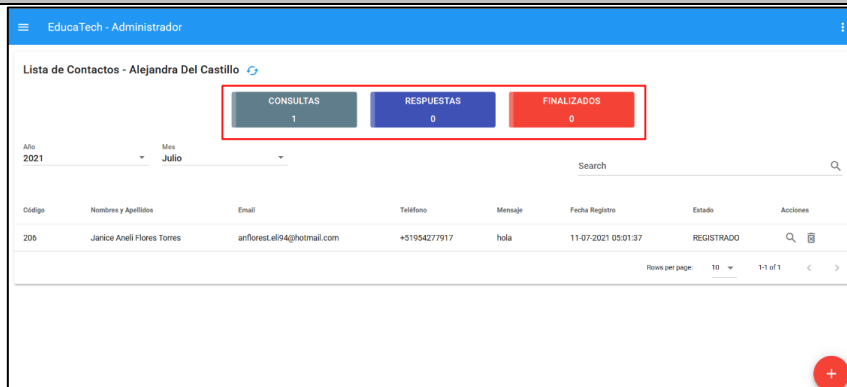 EducaTech - Administrador
Lista de Contactos - Alejandra Del Castillo
CONSULTAS RESPUESTAS FINALIZADOS
1 0 0
Año Mes
2021 Julio
Search
Código Nombres y Apellidos Email Teléfono Mensaje Fecha Registro Estado Acciones
206 Janice Aneli Flores Torres anflorest.eli94@hotmail.com +51954277917 hola 11-07-2021 05:01:37 REGISTRADO
Rows per page: 10 1-1 of 1